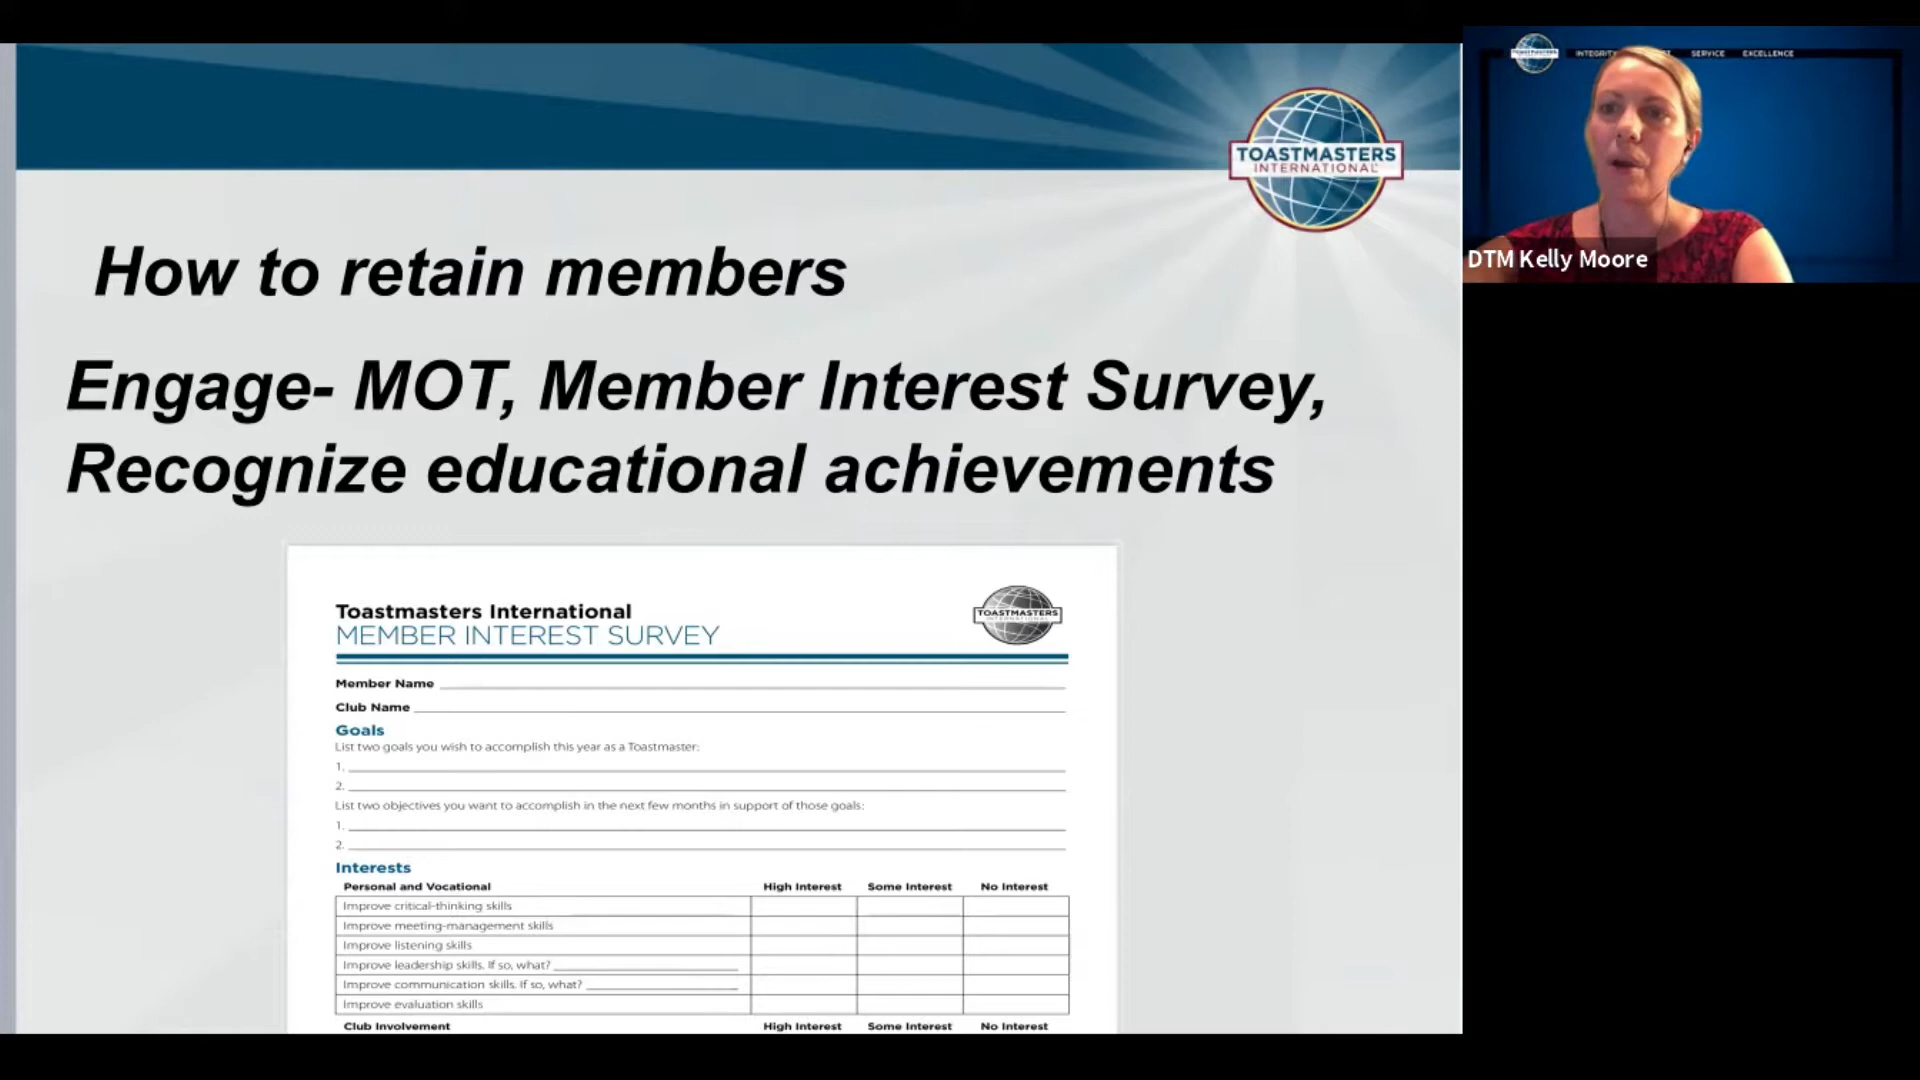 TOASTMASTERS
INTERNATIONAL
How to retain members
Engage- MOT, Member Interest Survey,
Recognize educational achievements
Toastmasters International
MEMBER INTEREST SURVEY
TOASTMASTERS
INTERNATIONAL
Member Name
Club Name
Goals
List two goals you wish to accomplish this year as a Toastmaster:
1.
2.
List two objectives you want to accomplish in the next few months in support of those goals:
1.
2.
Interests
Personal and Vocational High Interest Some Interest No Interest
Improve critical-thinking skills
Improve meeting-management skills
Improve listening skills
Improve leadership skills. If so, what?
Improve communication skills. If so, what?
Improve evaluation skills
Club Involvement High Interest Some Interest No Interest
TOASTMASTERS
INTEGRITY SERVICE EXCELLENCE
DTM Kelly Moore